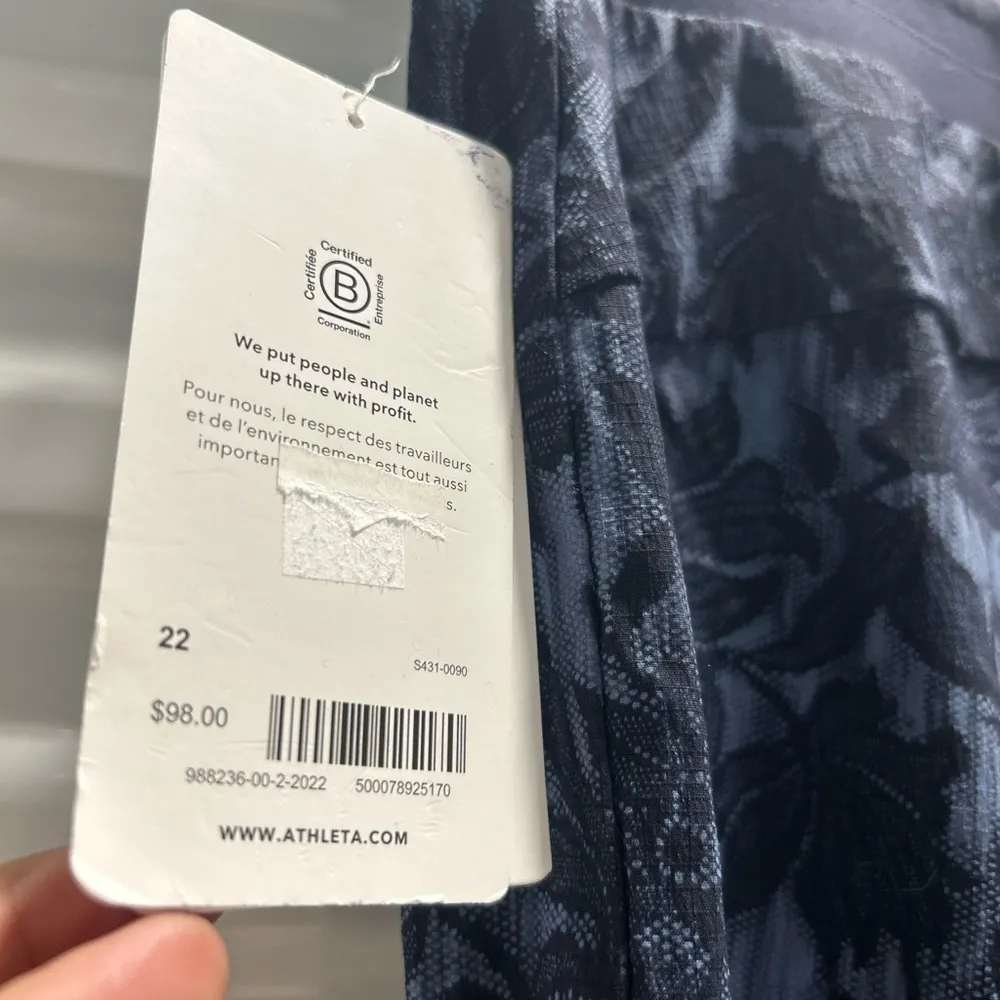 Certified
Certifiée
B
Entreprise
Corporation
We put people and planet
up there with profit.
Pour nous, le respect des travailleurs
et de l'environnement est tout aussi
s.
22
S431-0090
$98.00
988236-00-2-2022 500078925170
WWW.ATHLETA.COM